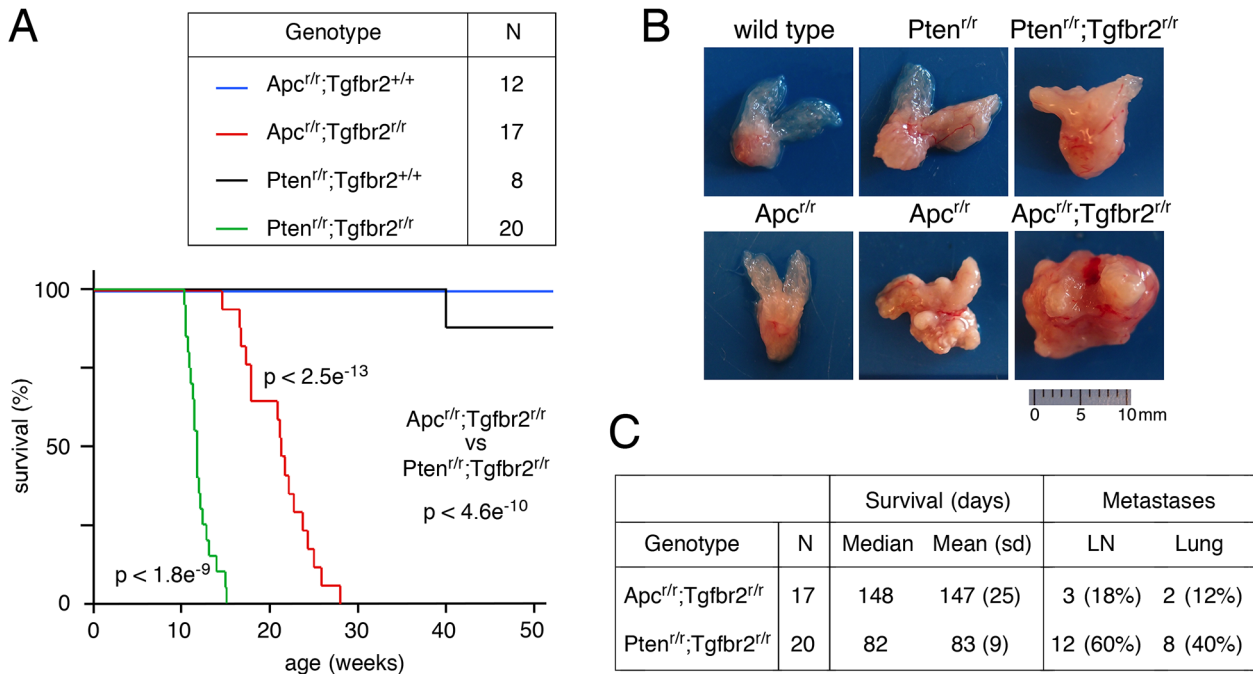 A
Genotype N
Apc^r/r;Tgfbr2^+/+ 12
Apc^r/r;Tgfbr2^r/r 17
Pten^r/r;Tgfbr2^+/+ 8
Pten^r/r;Tgfbr2^r/r 20
survival (%)
100
50
0
p < 2.5e^-13
Apc^r/r;Tgfbr2^r/r
vs
Pten^r/r;Tgfbr2^r/r
p < 4.6e^-10
p < 1.8e^-9
0 10 20 30 40 50
age (weeks)
B
wild type Pten^r/r Pten^r/r;Tgfbr2^r/r
Apc^r/r Apc^r/r Apc^r/r;Tgfbr2^r/r
0 5 10 mm
C
Survival (days) Metastases
Genotype N Median Mean (sd) LN Lung
Apc^r/r;Tgfbr2^r/r 17 148 147 (25) 3 (18%) 2 (12%)
Pten^r/r;Tgfbr2^r/r 20 82 83 (9) 12 (60%) 8 (40%)